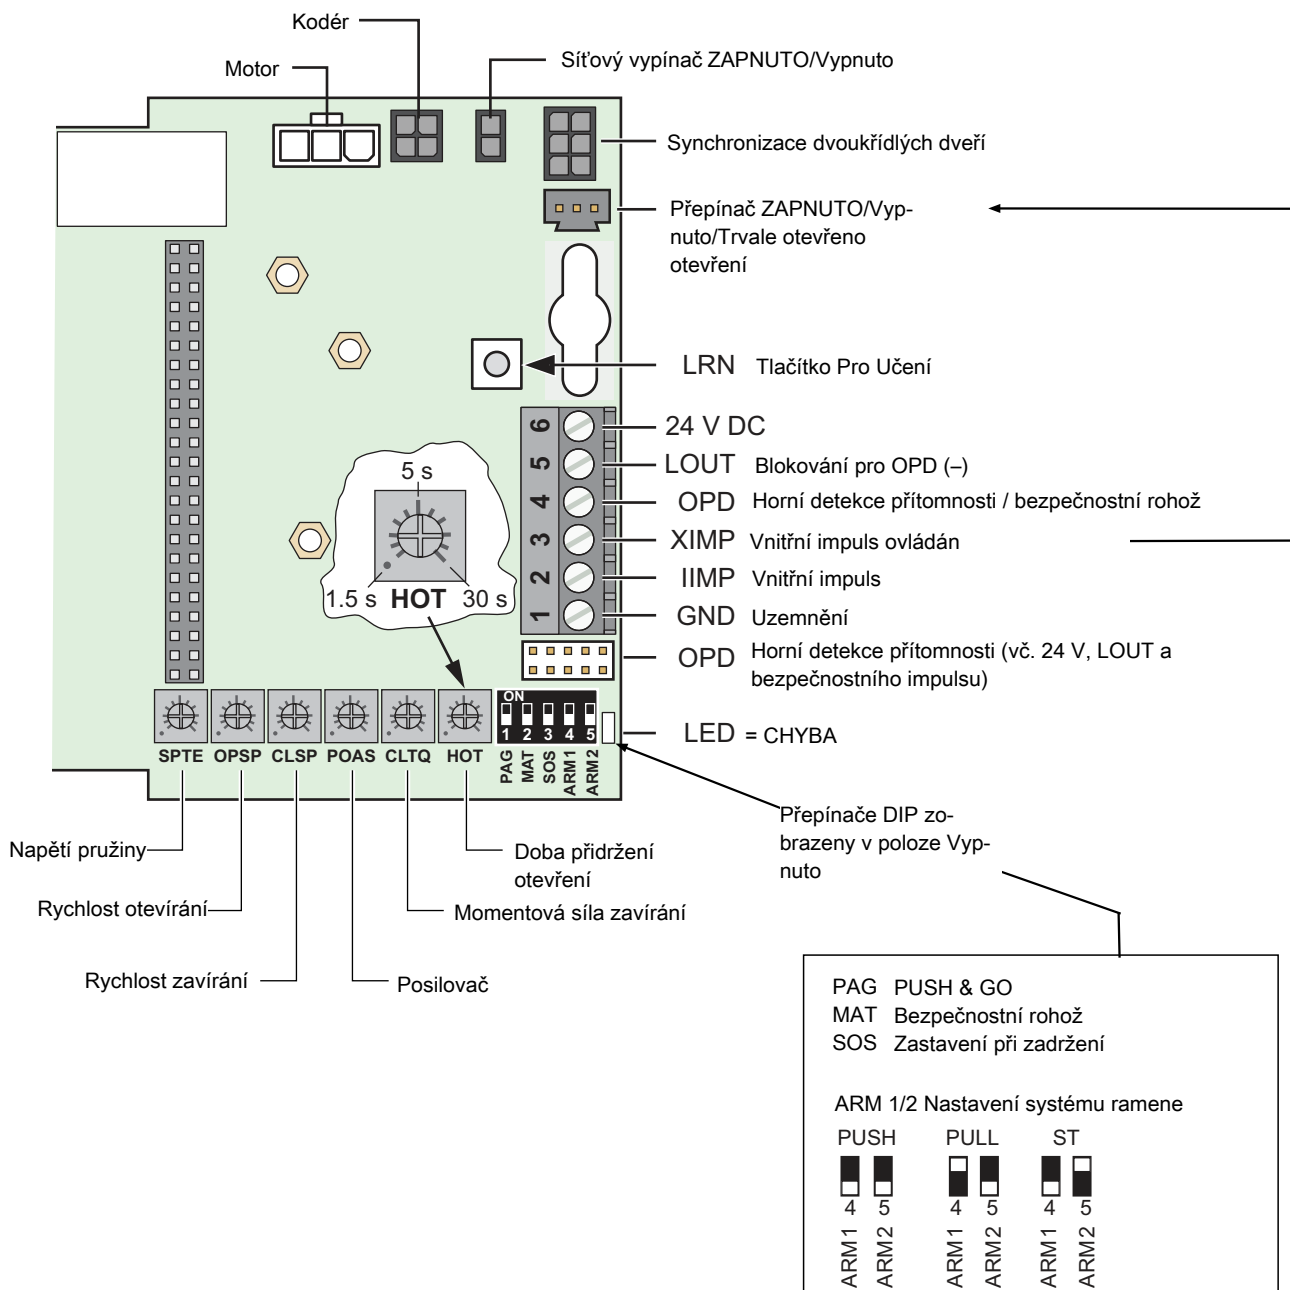 Kodér
Síťový vypínač ZAPNUTO/Vypnuto
Motor
Synchronizace dvoukřídlých dveří
Přepínač ZAPNUTO/Vyp-
nuto/Trvale otevřeno
otevření
LRN Tlačítko Pro Učení
6 24 V DC
5 LOUT Blokování pro OPD (–)
4 OPD Horní detekce přítomnosti / bezpečnostní rohož
3 XIMP Vnitřní impuls ovládán
2 IIMP Vnitřní impuls
1 GND Uzemnění
5 s
1.5 s HOT 30 s
OPD Horní detekce přítomnosti (vč. 24 V, LOUT a
bezpečnostního impulsu)
ON
1 2 3 4 5
LED = CHYBA
SPTE OPSP CLSP POAS CLTQ HOT
PAG
MAT
SOS
ARM1
ARM2
Přepínače DIP zo-
brazeny v poloze Vyp-
nuto
Napětí pružiny
Doba přidržení
otevření
Rychlost otevírání
Momentová síla zavírání
Rychlost zavírání
Posilovač
PAG PUSH & GO
MAT Bezpečnostní rohož
SOS Zastavení při zadržení
ARM 1/2 Nastavení systému ramene
PUSH PULL ST
4 5 4 5 4 5
ARM1 ARM2 ARM1 ARM2 ARM1 ARM2